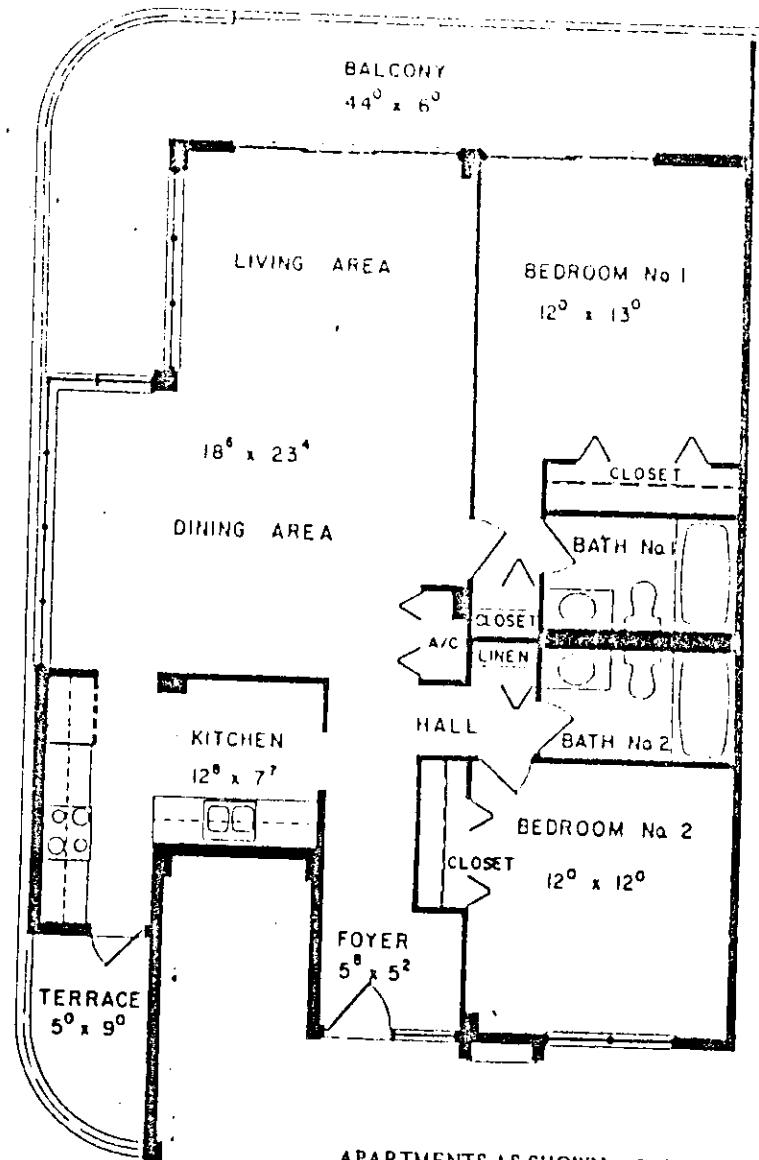 BALCONY
44⁰ x 6⁰
LIVING AREA
BEDROOM No 1
12⁰ x 13⁰
18⁶ x 23⁴
CLOSET
DINING AREA
BATH No 1
CLOSET
A/C
LINEN
HALL
KITCHEN
12⁸ x 7⁷
BATH No 2
BEDROOM No 2
CLOSET
12⁰ x 12⁰
FOYER
5⁸ x 5²
TERRACE
5⁰ x 9⁰
APARTMENTS AS SHOWN